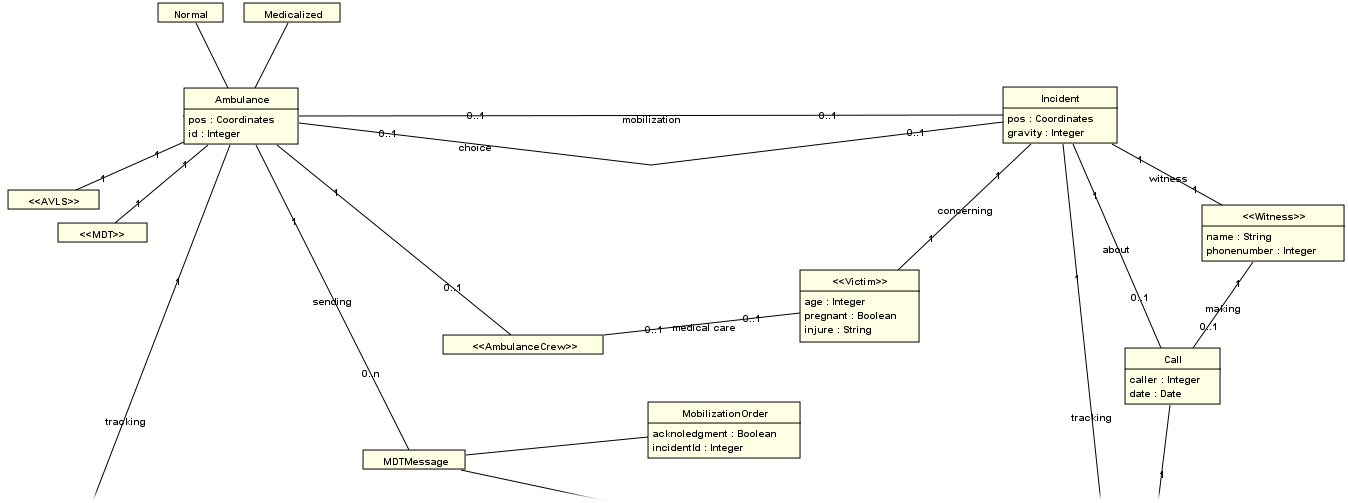 Normal
Medicalized
Ambulance
pos : Coordinates
id : Integer
Incident
pos : Coordinates
gravity : Integer
0..1
mobilization
0..1
0..1
choice
0..1
1
1
<<AVLS>>
1
1
<<MDT>>
1
tracking
1
sending
0..n
1
0..1
<<AmbulanceCrew>>
0..1
medical care
0..1
1
concerning
1
<<Victim>>
age : Integer
pregnant : Boolean
injure : String
1
witness
1
<<Witness>>
name : String
phonenumber : Integer
1
about
0..1
1
making
0..1
Call
caller : Integer
date : Date
1
1
tracking
MobilizationOrder
acknoledgment : Boolean
incidentId : Integer
MDTMessage